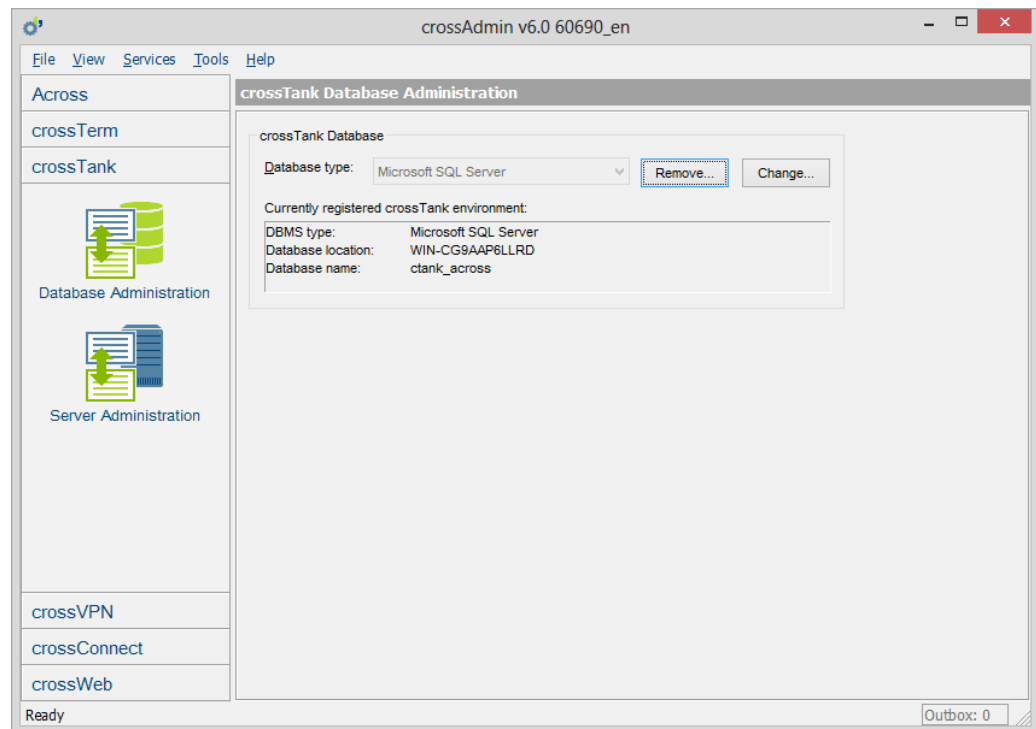 crossAdmin v6.0 60690_en
File View Services Tools Help
Across
crossTerm
crossTank
Database Administration
Server Administration
crossVPN
crossConnect
crossWeb
crossTank Database Administration
crossTank Database
Database type: Microsoft SQL Server Remove... Change...
Currently registered crossTank environment:
DBMS type: Microsoft SQL Server
Database location: WIN-CG9AAP6LLRD
Database name: ctank_across
Ready Outbox: 0